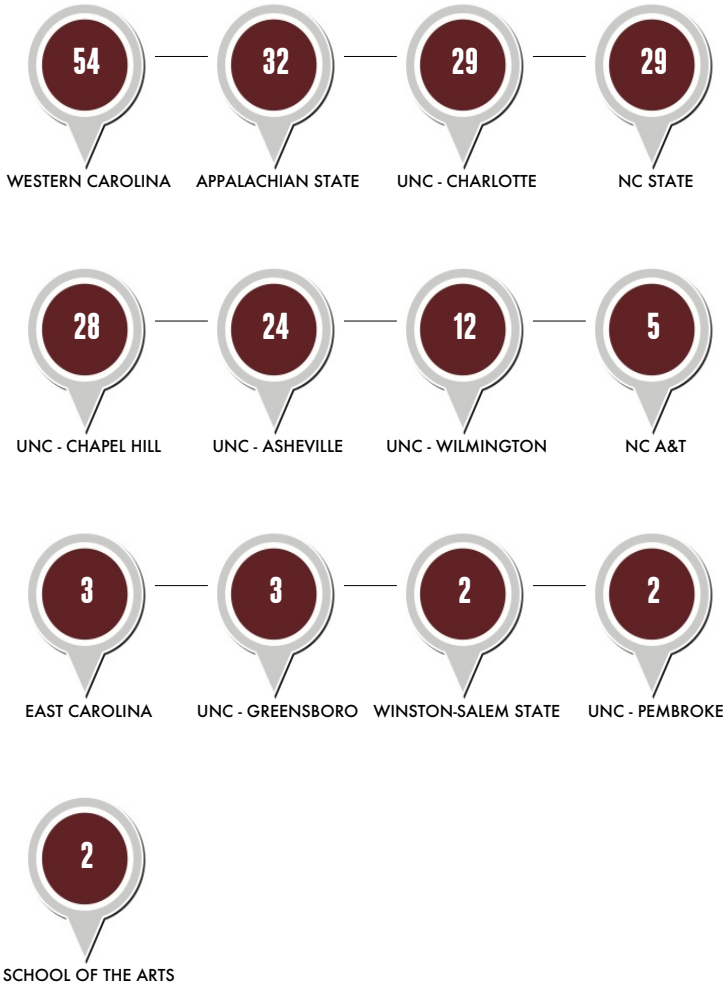 54
32
29
29
WESTERN CAROLINA
APPALACHIAN STATE
UNC - CHARLOTTE
NC STATE
28
24
12
5
UNC - CHAPEL HILL
UNC - ASHEVILLE
UNC - WILMINGTON
NC A&T
3
3
2
2
EAST CAROLINA
UNC - GREENSBORO
WINSTON-SALEM STATE
UNC - PEMBROKE
2
SCHOOL OF THE ARTS